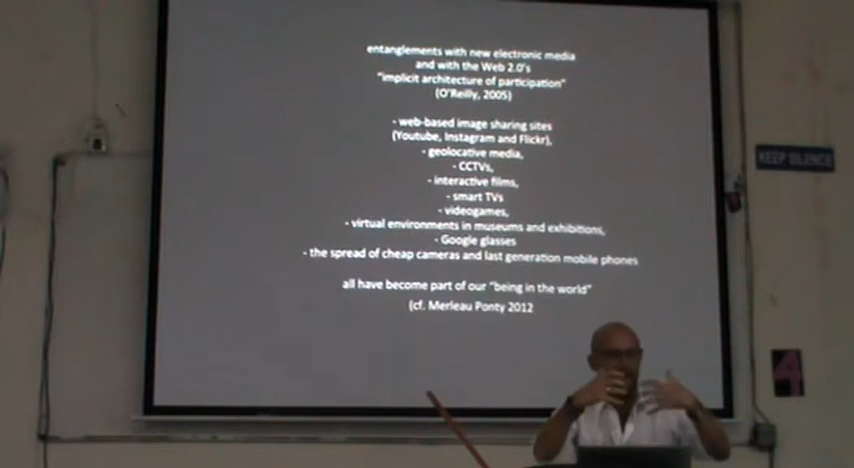 entanglements with new electronic media
and with the Web 2.0's
"implicit architecture of participation"
(O'Reilly, 2005)
- web-based image sharing sites
(Youtube, Instagram and Flickr),
- geolocative media,
- CCTVs,
- interactive films,
- smart TVs
- videogames,
- virtual environments in museums and exhibitions,
- Google glasses
- the spread of cheap cameras and last generation mobile phones
all have become part of our "being in the world"
(cf. Merleau Ponty 2012
KEEP SILENCE
4